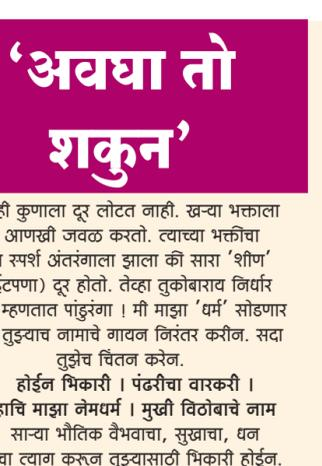 ‘अवघा तो
शकुन’
ही कुणाला दूर लोटत नाही. खऱ्या भक्ताला
आणखी जवळ करतो. त्याच्या भक्तीचा
स्पर्श अंतरंगाला झाला की सारा ‘शीण’
दूर होतो. तेव्हा तुकोबाराय निर्धार
म्हणतात पांडुरंगा ! मी माझा ‘धर्म’ सोडणार
तुझ्याच नामाचे गायन निरंतर करीन. सदा
तुझेच चिंतन करेन.
होईन भिकारी । पंढरीचा वारकरी ।
हाचि माझा नेमधर्म । मुखी विठोबाचे नाम
साऱ्या भौतिक वैभवाचा, सुखाचा, धन
चा त्याग करून तुझ्यासाठी भिकारी होईन.